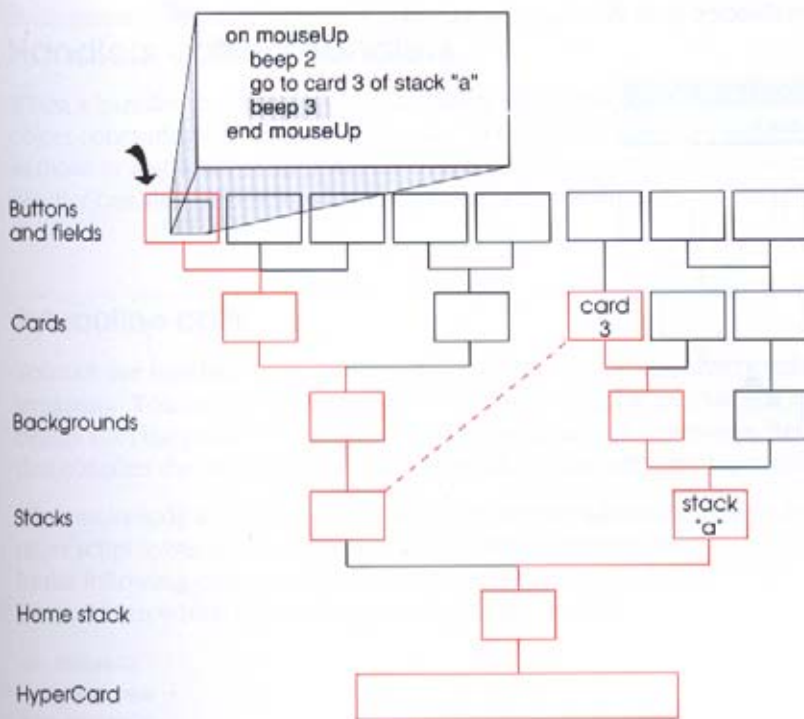 on mouseUp
beep 2
go to card 3 of stack "a"
beep 3
end mouseUp
Buttons
and fields
Cards
card
3
Backgrounds
Stacks
stack
"a"
Home stack
HyperCard